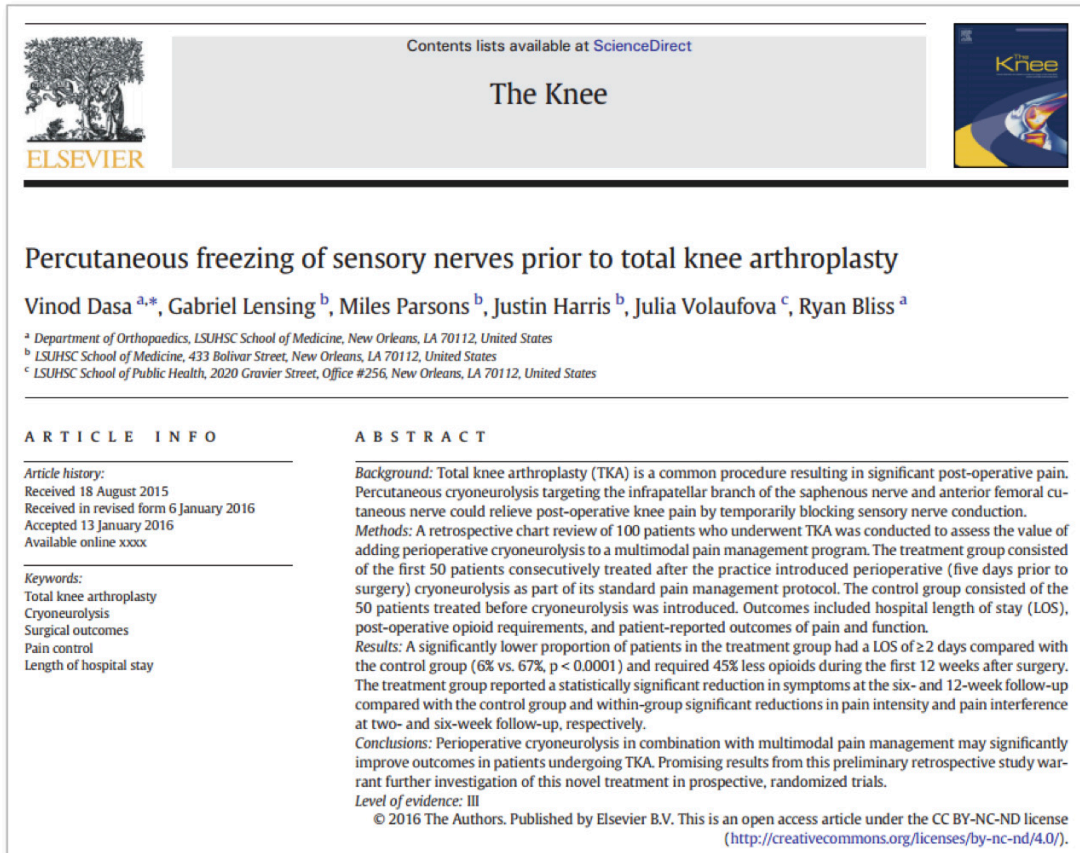 Contents lists available at ScienceDirect
The Knee
ELSEVIER
The
Knee
Percutaneous freezing of sensory nerves prior to total knee arthroplasty
Vinod Dasa a,*, Gabriel Lensing b, Miles Parsons b, Justin Harris b, Julia Volaufova c, Ryan Bliss a
a Department of Orthopaedics, LSUHSC School of Medicine, New Orleans, LA 70112, United States
b LSUHSC School of Medicine, 433 Bolivar Street, New Orleans, LA 70112, United States
c LSUHSC School of Public Health, 2020 Gravier Street, Office #256, New Orleans, LA 70112, United States
ARTICLE INFO
Article history:
Received 18 August 2015
Received in revised form 6 January 2016
Accepted 13 January 2016
Available online xxxx
Keywords:
Total knee arthroplasty
Cryoneurolysis
Surgical outcomes
Pain control
Length of hospital stay
ABSTRACT
Background: Total knee arthroplasty (TKA) is a common procedure resulting in significant post-operative pain.
Percutaneous cryoneurolysis targeting the infrapatellar branch of the saphenous nerve and anterior femoral cu-
taneous nerve could relieve post-operative knee pain by temporarily blocking sensory nerve conduction.
Methods: A retrospective chart review of 100 patients who underwent TKA was conducted to assess the value of
adding perioperative cryoneurolysis to a multimodal pain management program. The treatment group consisted
of the first 50 patients consecutively treated after the practice introduced perioperative (five days prior to
surgery) cryoneurolysis as part of its standard pain management protocol. The control group consisted of the
50 patients treated before cryoneurolysis was introduced. Outcomes included hospital length of stay (LOS),
post-operative opioid requirements, and patient-reported outcomes of pain and function.
Results: A significantly lower proportion of patients in the treatment group had a LOS of ≥2 days compared with
the control group (6% vs. 67%, p < 0.0001) and required 45% less opioids during the first 12 weeks after surgery.
The treatment group reported a statistically significant reduction in symptoms at the six- and 12-week follow-up
compared with the control group and within-group significant reductions in pain intensity and pain interference
at two- and six-week follow-up, respectively.
Conclusions: Perioperative cryoneurolysis in combination with multimodal pain management may significantly
improve outcomes in patients undergoing TKA. Promising results from this preliminary retrospective study war-
rant further investigation of this novel treatment in prospective, randomized trials.
Level of evidence: III
© 2016 The Authors. Published by Elsevier B.V. This is an open access article under the CC BY-NC-ND license
(http://creativecommons.org/licenses/by-nc-nd/4.0/).